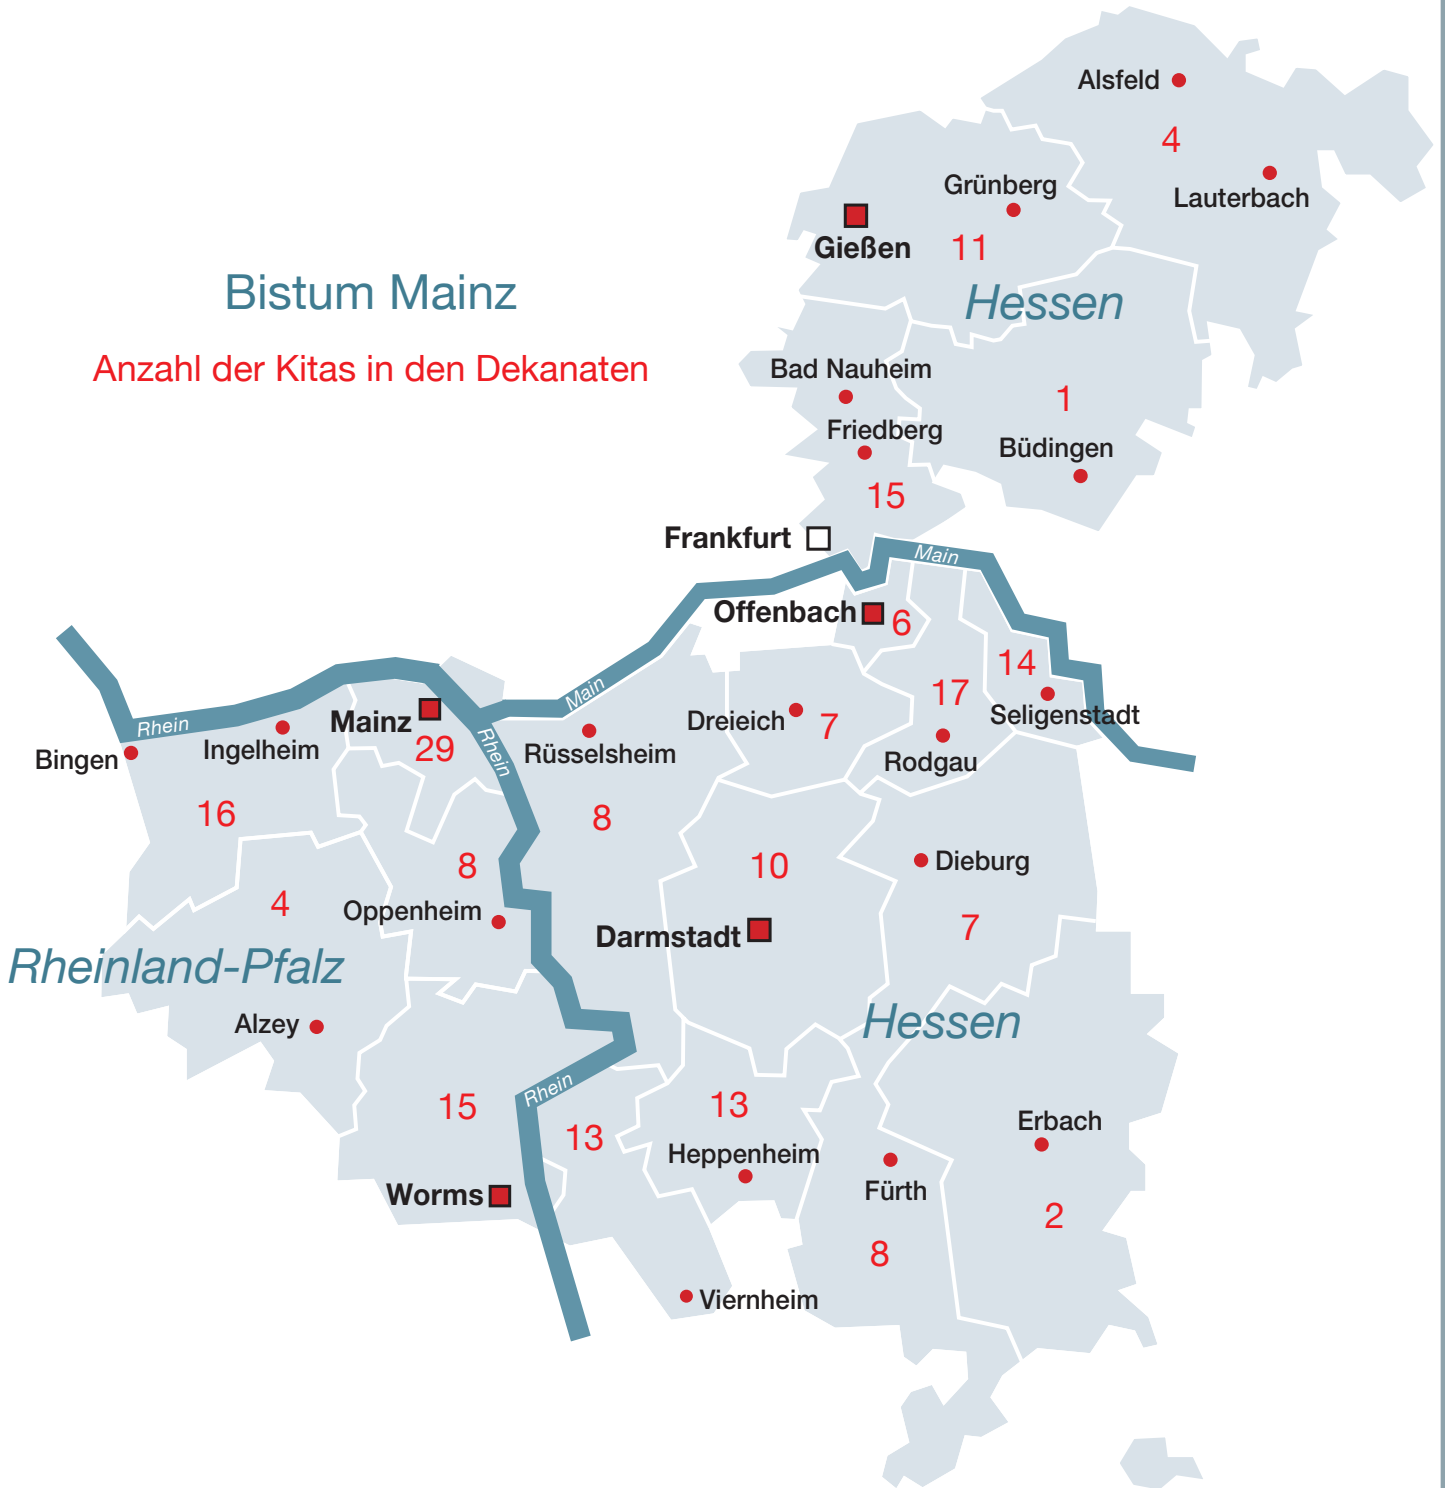 Alsfeld
4
Lauterbach
Grünberg
Gießen
11
Bistum Mainz
Hessen
Anzahl der Kitas in den Dekanaten
Bad Nauheim
1
Friedberg
Büdingen
15
Frankfurt
Main
Offenbach
6
14
17
Seligenstadt
Main
Rhein
Mainz
29
Rhein
Rüsselsheim
Dreieich
7
Rodgau
Bingen
Ingelheim
16
8
8
10
Dieburg
4
Oppenheim
Darmstadt
7
Rheinland-Pfalz
Hessen
Alzey
Rhein
15
13
13
Erbach
Heppenheim
Worms
Fürth
2
8
Viernheim